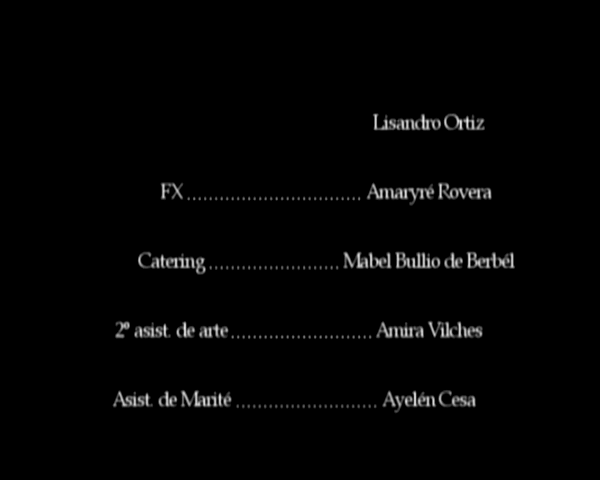 Lisandro Ortiz
FX ................................ Amaryré Rovera
Catering ........................ Mabel Bullio de Berbél
2º asist. de arte .......................... Amira Vilches
Asist. de Marité .......................... Ayelén Cesa